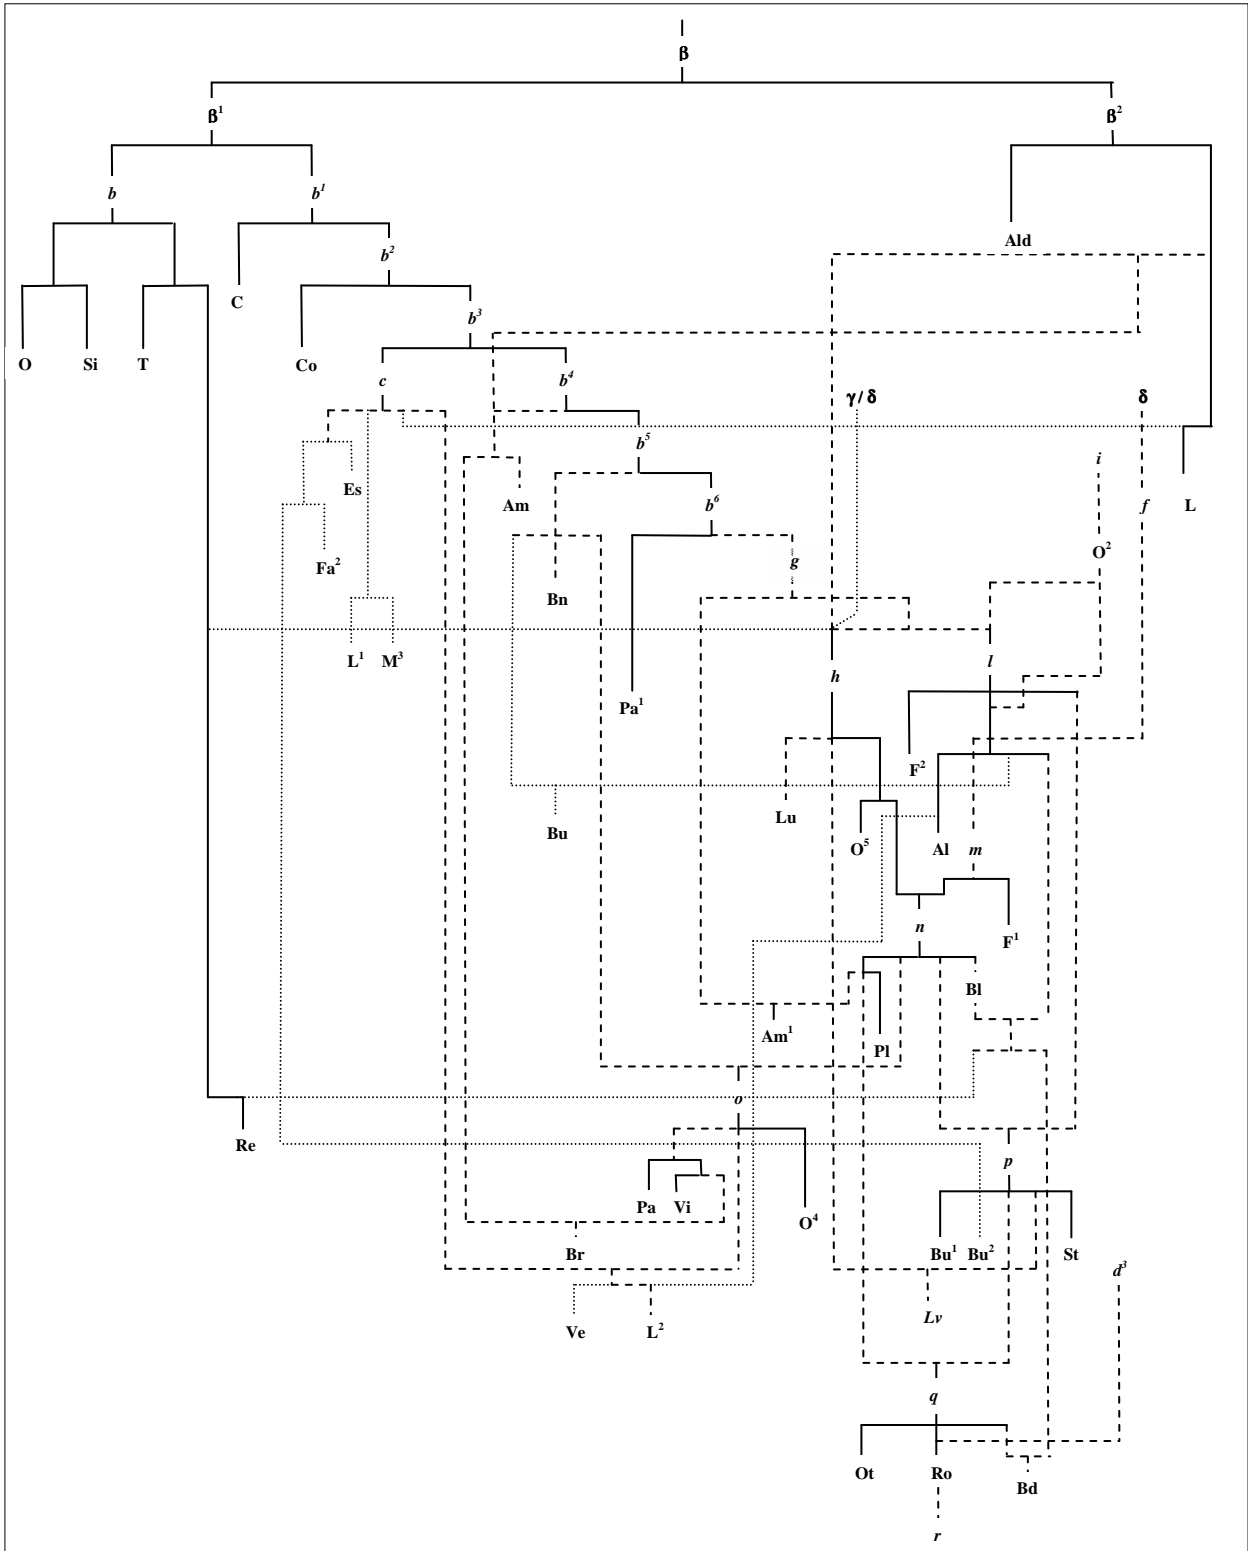 β
β¹ β²
b b¹
Ald
b²
C
b³
O Si T Co
c b⁴
γ / δ δ
b⁵
i
Es Am b⁶ f L
O²
Fa² g
Bn
L¹ M³ l
h
Pa¹
F²
Lu
Bu
O⁵ Al m
n F¹
Bl
Am¹ Pl
o
Re
p
Pa Vi
O⁴
Br Bu¹ Bu² St
d³
Lv
Ve L²
q
Ot Ro
Bd
r